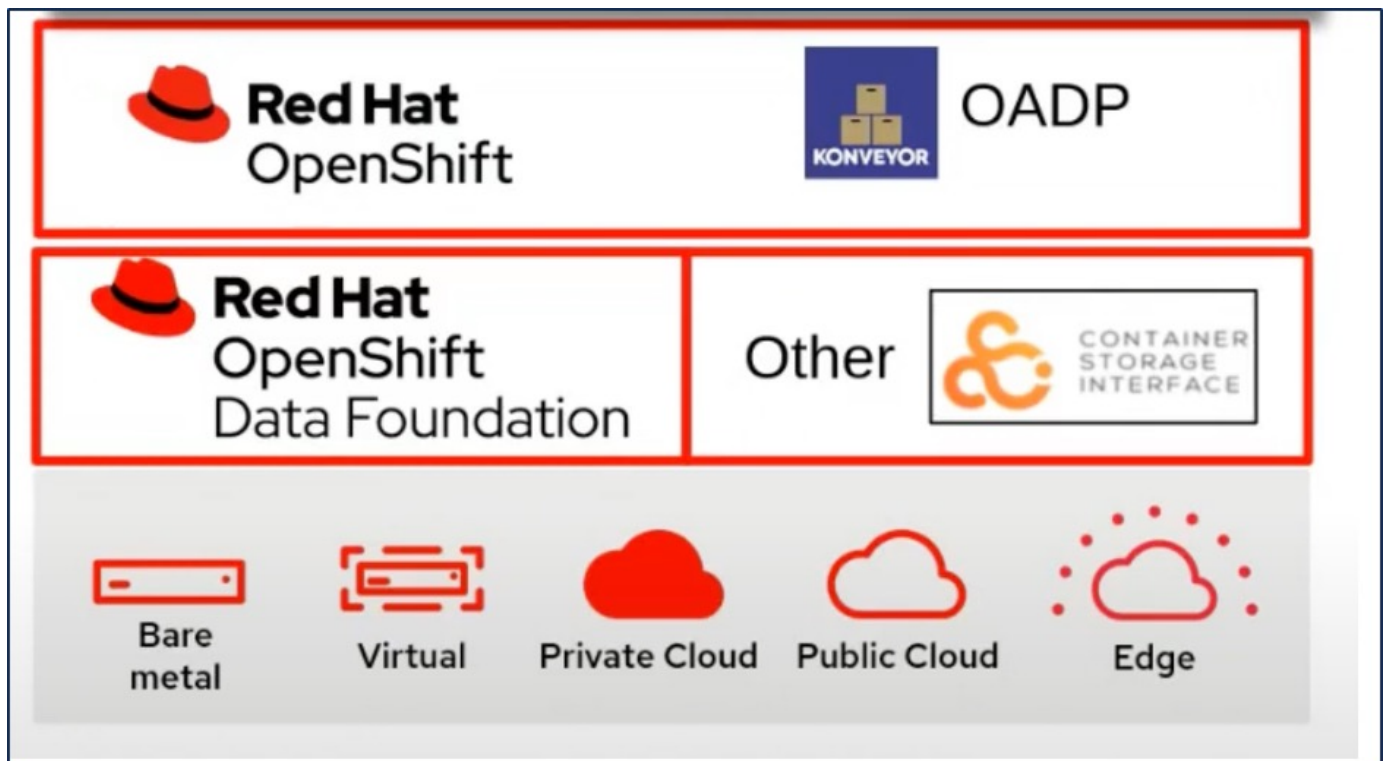 Red Hat
OpenShift
KONVEYOR
OADP
Red Hat
OpenShift
Data Foundation
Other
CONTAINER
STORAGE
INTERFACE
Bare
metal
Virtual
Private Cloud
Public Cloud
Edge